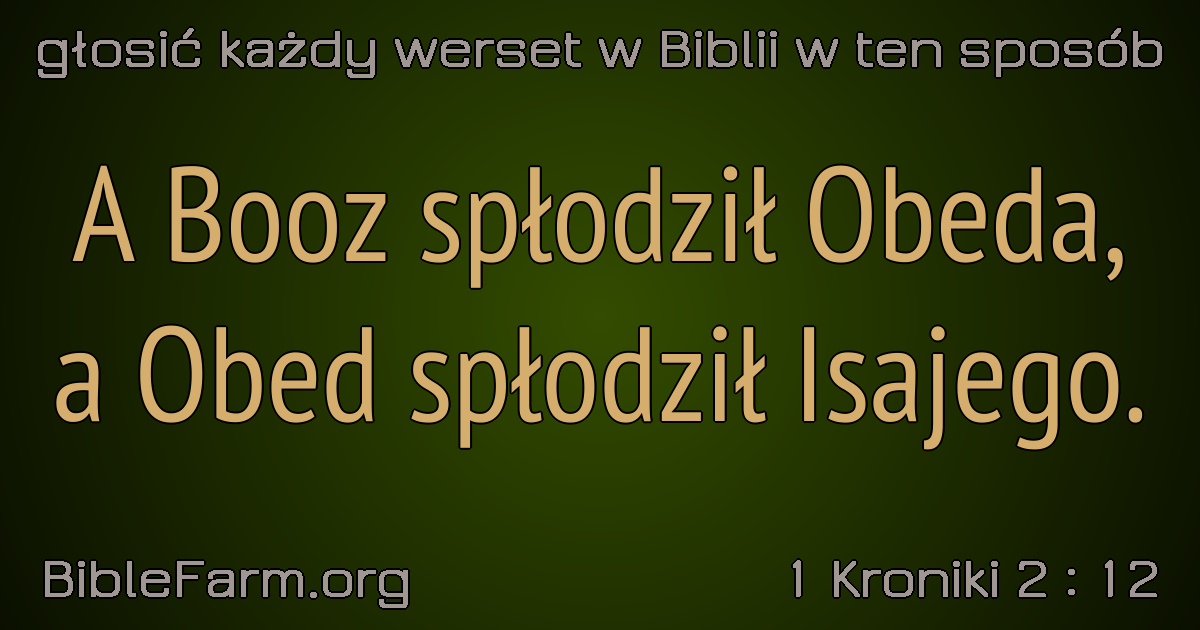 głosić każdy werset w Biblii w ten sposób
A Booz spłodził Obeda,
a Obed spłodził Isajego.
BibleFarm.org
1 Kroniki 2 : 12